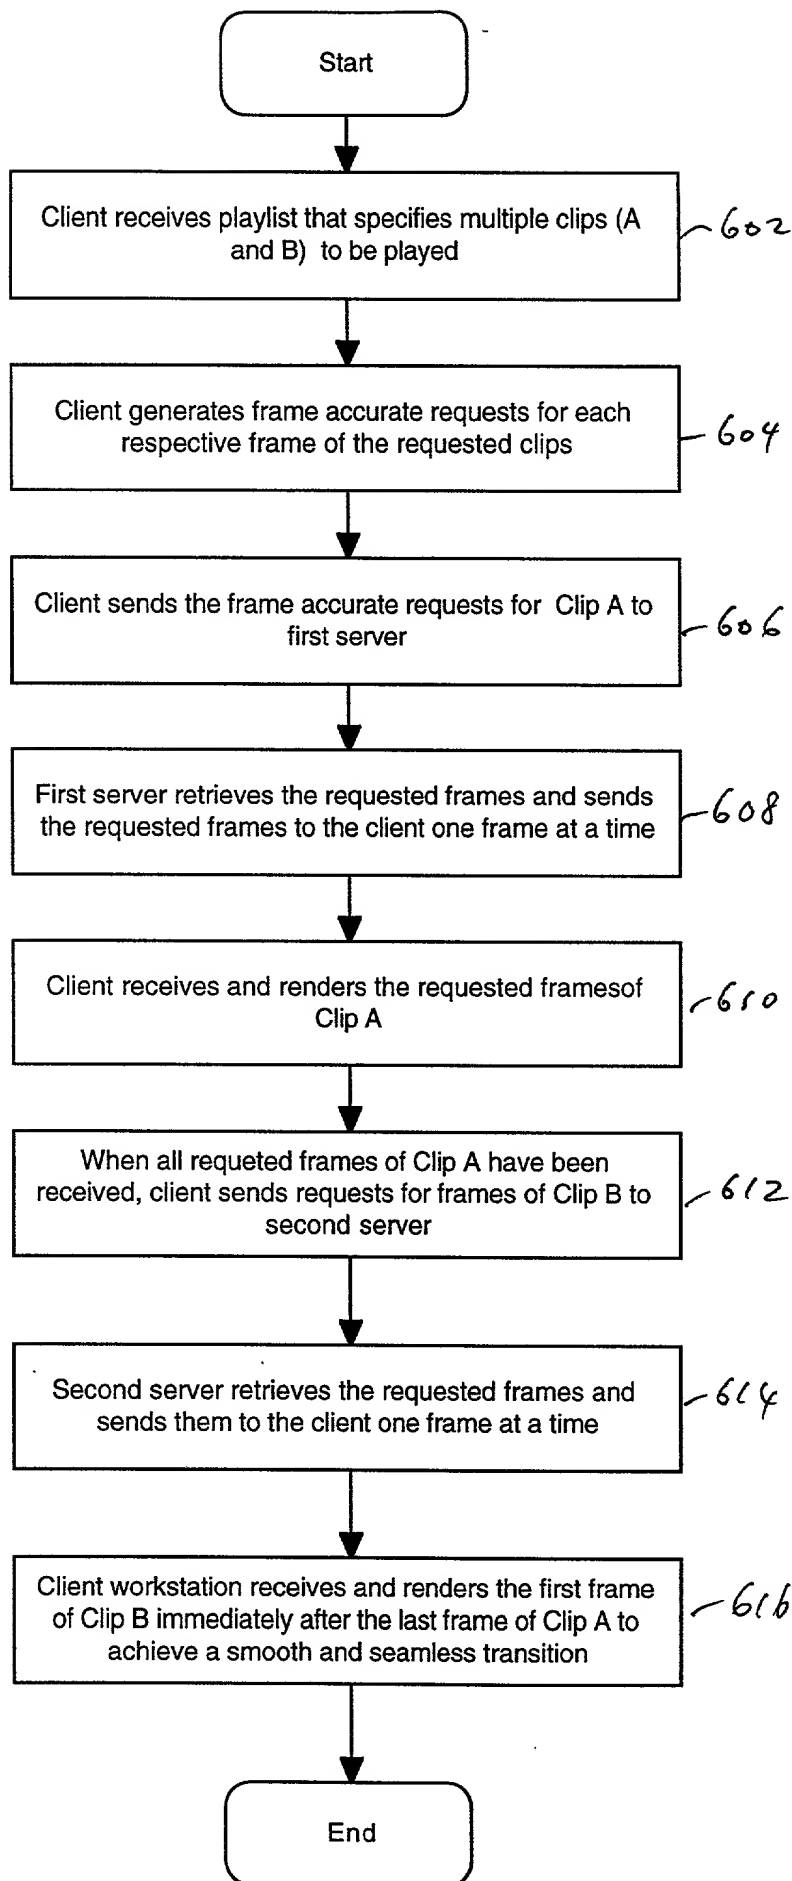 Start
Client receives playlist that specifies multiple clips (A
and B) to be played
602
Client generates frame accurate requests for each
respective frame of the requested clips
604
Client sends the frame accurate requests for Clip A to
first server
606
First server retrieves the requested frames and sends
the requested frames to the client one frame at a time
608
Client receives and renders the requested framesof
Clip A
610
When all requeted frames of Clip A have been
received, client sends requests for frames of Clip B to
second server
612
Second server retrieves the requested frames and
sends them to the client one frame at a time
614
Client workstation receives and renders the first frame
of Clip B immediately after the last frame of Clip A to
achieve a smooth and seamless transition
616
End